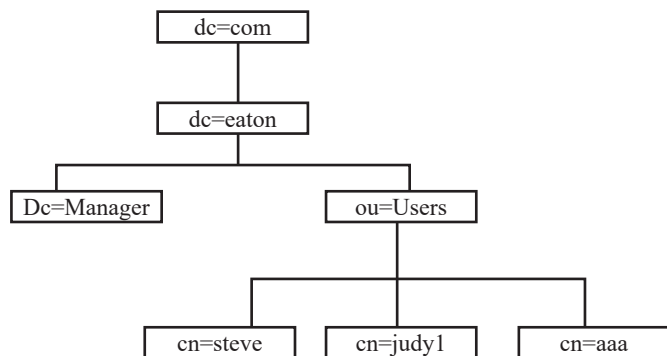 dc=com
dc=eaton
Dc=Manager
ou=Users
cn=steve
cn=judy1
cn=aaa